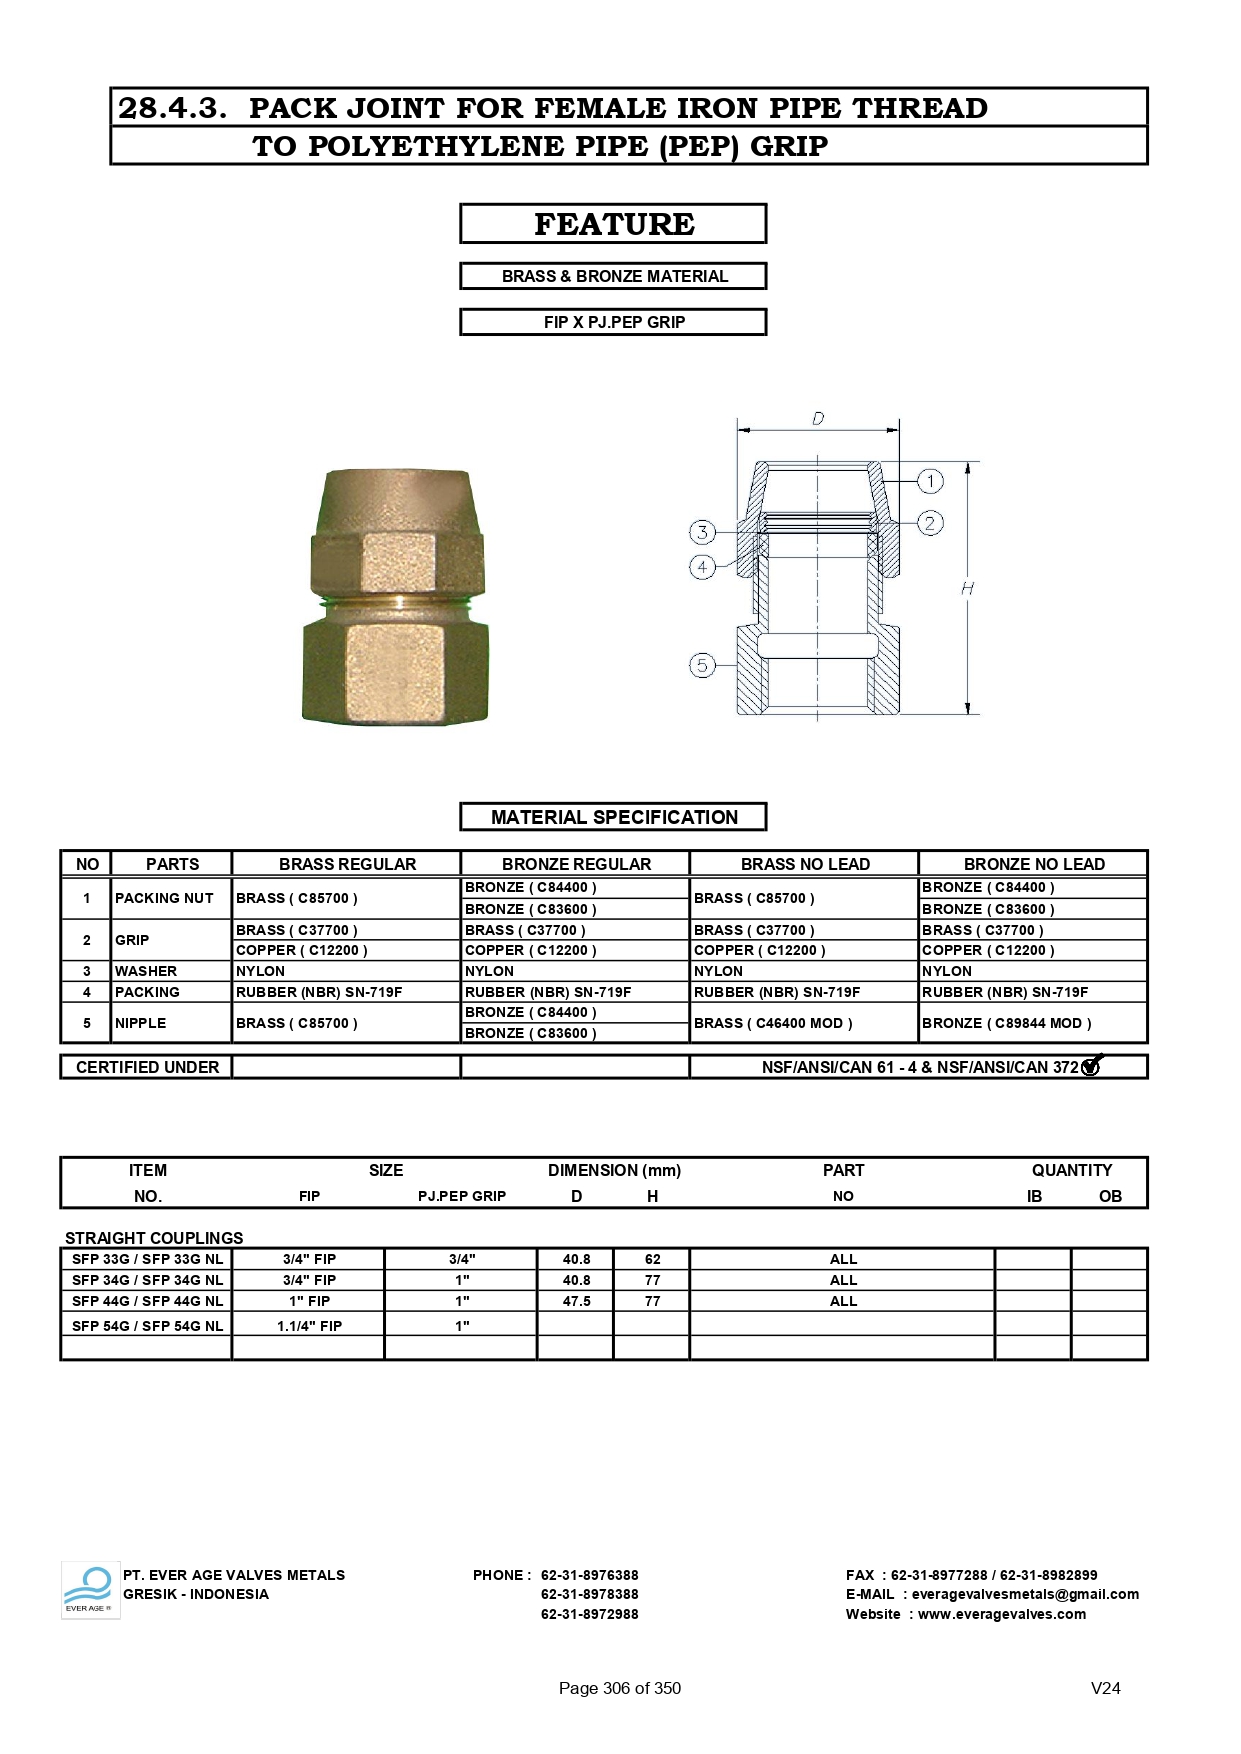 28.4.3. PACK JOINT FOR FEMALE IRON PIPE THREAD
TO POLYETHYLENE PIPE (PEP) GRIP
FEATURE
BRASS & BRONZE MATERIAL
FIP X PJ.PEP GRIP
D
1
2
3
4
H
5
MATERIAL SPECIFICATION
NO PARTS BRASS REGULAR BRONZE REGULAR BRASS NO LEAD BRONZE NO LEAD
1 PACKING NUT BRASS ( C85700 ) BRONZE ( C84400 ) BRASS ( C85700 ) BRONZE ( C84400 )
BRONZE ( C83600 ) BRONZE ( C83600 )
2 GRIP BRASS ( C37700 ) BRASS ( C37700 ) BRASS ( C37700 ) BRASS ( C37700 )
COPPER ( C12200 ) COPPER ( C12200 ) COPPER ( C12200 ) COPPER ( C12200 )
3 WASHER NYLON NYLON NYLON NYLON
4 PACKING RUBBER (NBR) SN-719F RUBBER (NBR) SN-719F RUBBER (NBR) SN-719F RUBBER (NBR) SN-719F
5 NIPPLE BRASS ( C85700 ) BRONZE ( C84400 ) BRASS ( C46400 MOD ) BRONZE ( C89844 MOD )
BRONZE ( C83600 )
CERTIFIED UNDER NSF/ANSI/CAN 61 - 4 & NSF/ANSI/CAN 372
ITEM SIZE DIMENSION (mm) PART QUANTITY
NO. FIP PJ.PEP GRIP D H NO IB OB
STRAIGHT COUPLINGS
SFP 33G / SFP 33G NL 3/4" FIP 3/4" 40.8 62 ALL
SFP 34G / SFP 34G NL 3/4" FIP 1" 40.8 77 ALL
SFP 44G / SFP 44G NL 1" FIP 1" 47.5 77 ALL
SFP 54G / SFP 54G NL 1.1/4" FIP 1"
EVER AGE ®
PT. EVER AGE VALVES METALS PHONE : 62-31-8976388 FAX : 62-31-8977288 / 62-31-8982899
GRESIK - INDONESIA 62-31-8978388 E-MAIL : everagevalvesmetals@gmail.com
62-31-8972988 Website : www.everagevalves.com
Page 306 of 350 V24